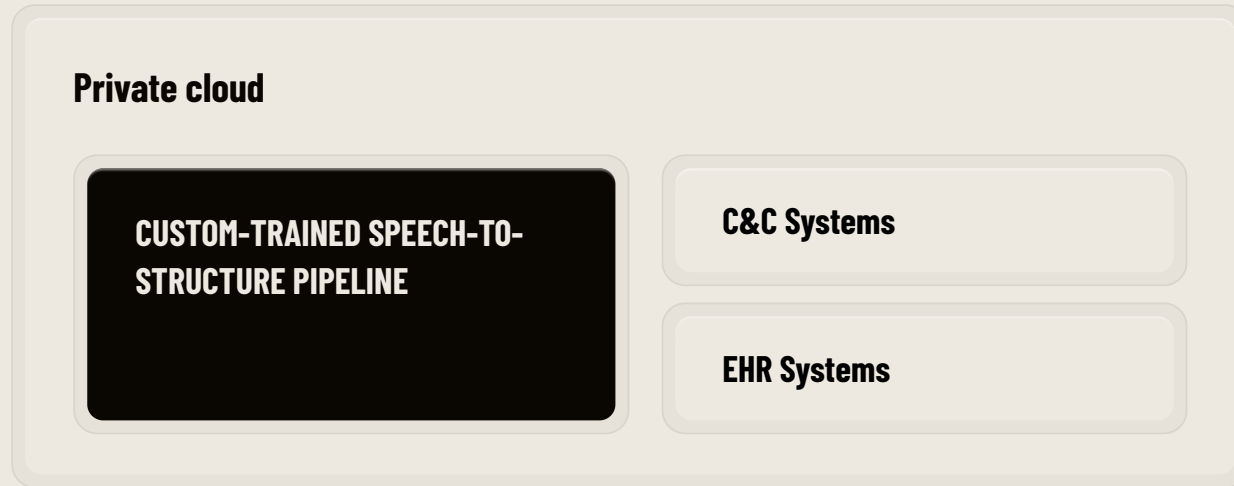 Private cloud
CUSTOM-TRAINED SPEECH-TO-
STRUCTURE PIPELINE
C&C Systems
EHR Systems